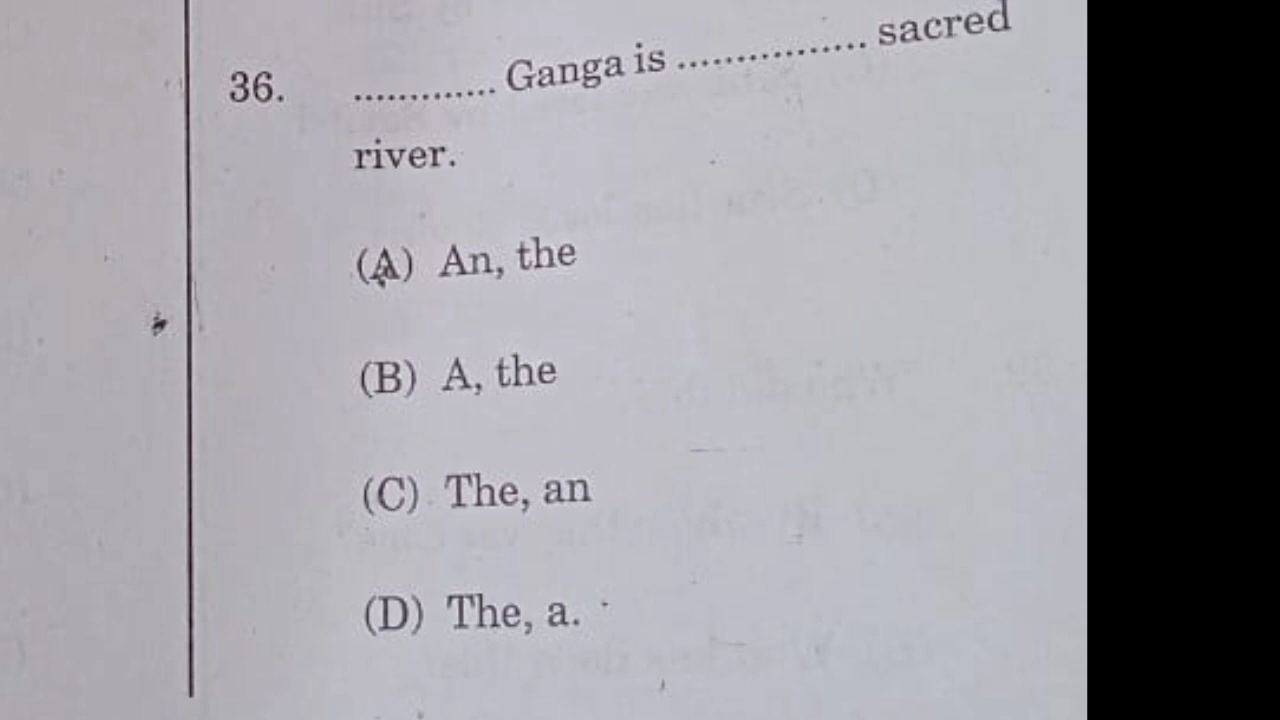 36. ............. Ganga is ................ sacred
river.
(A) An, the
(B) A, the
(C) The, an
(D) The, a.